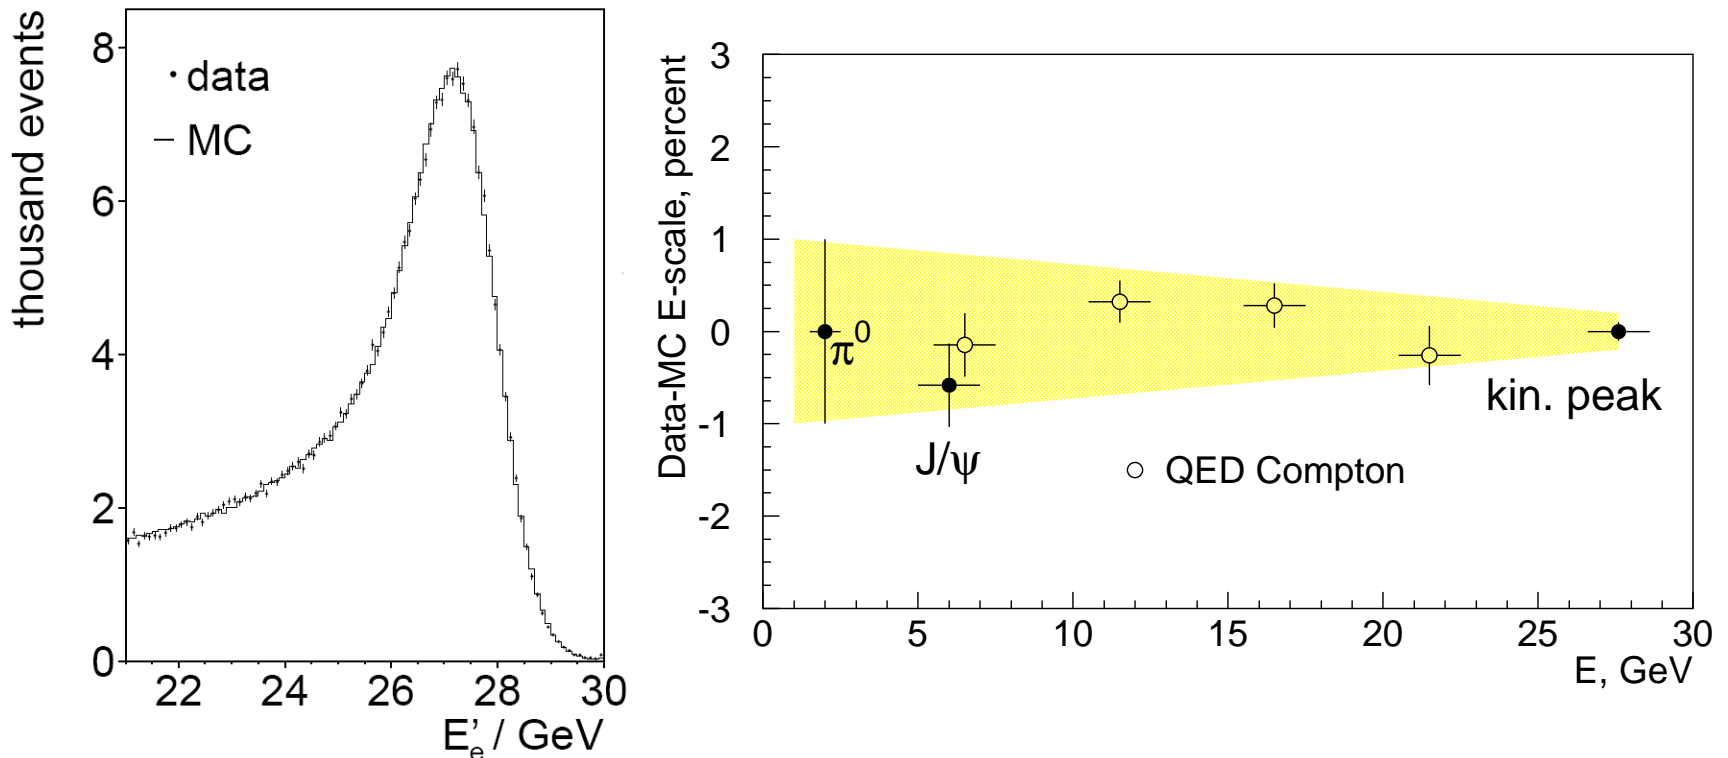 thousand events
8
6
4
2
0
data
MC
22 24 26 28 30
E'e / GeV
Data-MC E-scale, percent
3
2
1
0
-1
-2
-3
π0
J/ψ
kin. peak
QED Compton
0 5 10 15 20 25 30
E, GeV